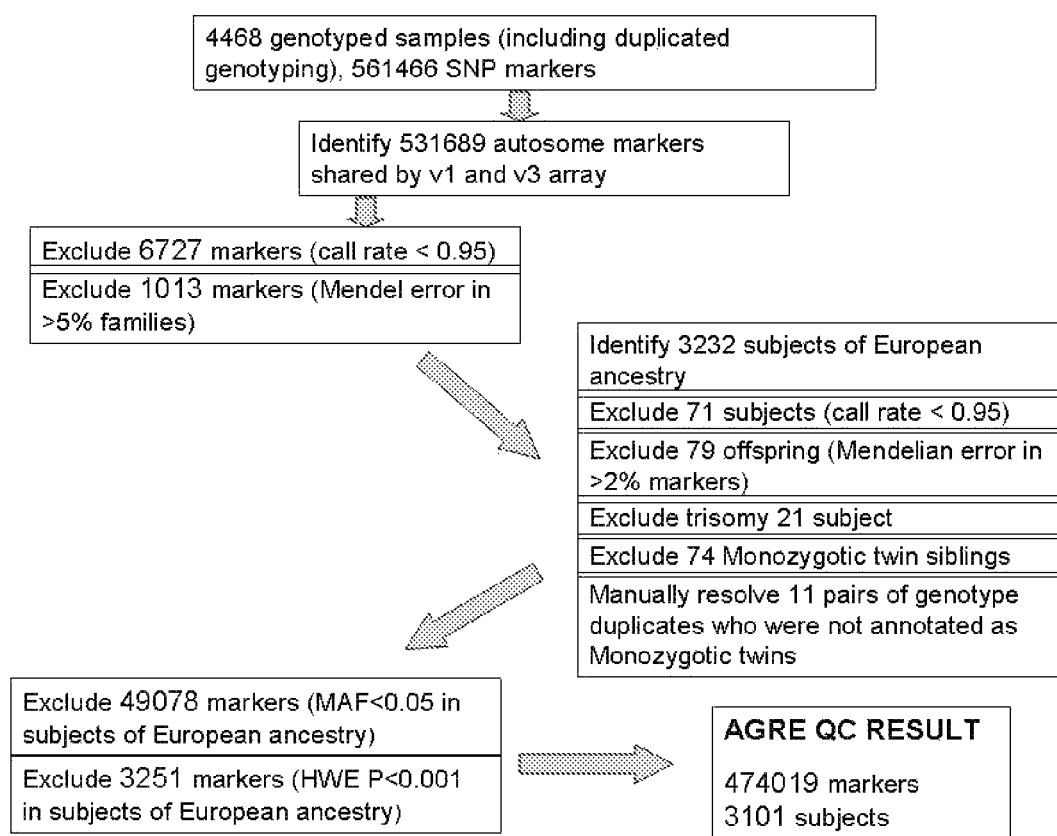 4468 genotyped samples (including duplicated
genotyping), 561466 SNP markers
Identify 531689 autosome markers
shared by v1 and v3 array
Exclude 6727 markers (call rate < 0.95)
Exclude 1013 markers (Mendel error in
>5% families)
Identify 3232 subjects of European
ancestry
Exclude 71 subjects (call rate < 0.95)
Exclude 79 offspring (Mendelian error in
>2% markers)
Exclude trisomy 21 subject
Exclude 74 Monozygotic twin siblings
Manually resolve 11 pairs of genotype
duplicates who were not annotated as
Monozygotic twins
Exclude 49078 markers (MAF<0.05 in
subjects of European ancestry)
Exclude 3251 markers (HWE P<0.001
in subjects of European ancestry)
AGRE QC RESULT
474019 markers
3101 subjects